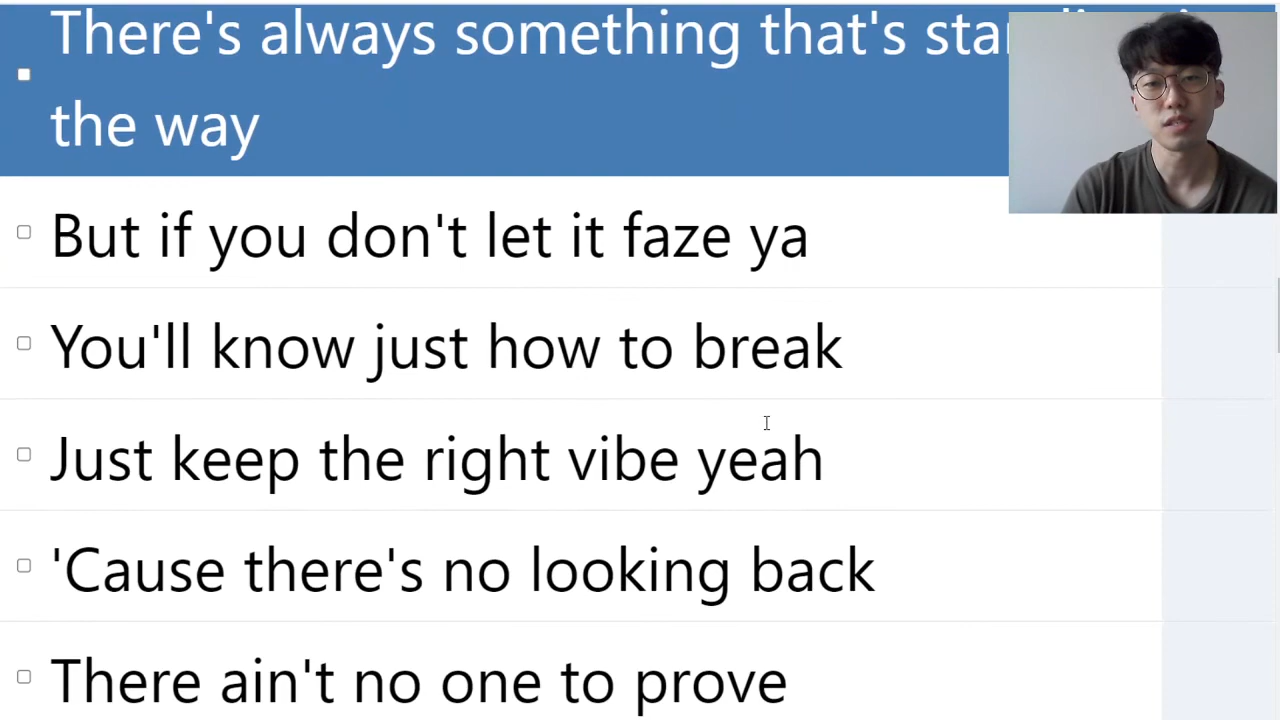 There's always something that's
the way
But if you don't let it faze ya
You'll know just how to break
Just keep the right vibe yeah
'Cause there's no looking back
There ain't no one to prove